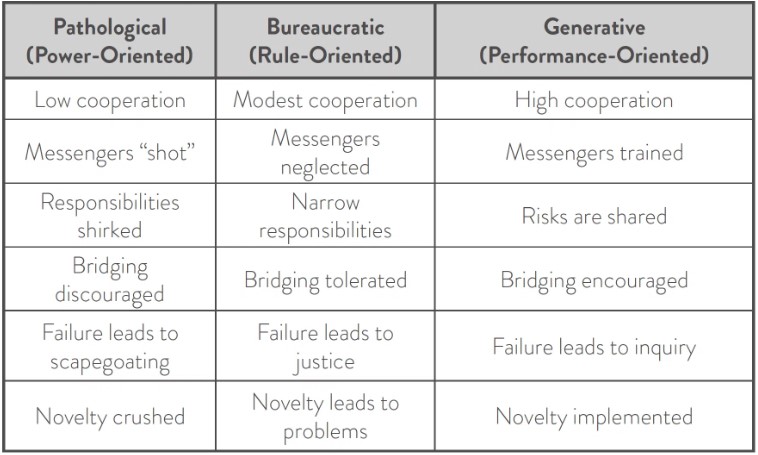 Pathological
(Power-Oriented)
Bureaucratic
(Rule-Oriented)
Generative
(Performance-Oriented)
Low cooperation
Modest cooperation
High cooperation
Messengers “shot”
Messengers
neglected
Messengers trained
Responsibilities
shirked
Narrow
responsibilities
Risks are shared
Bridging
discouraged
Bridging tolerated
Bridging encouraged
Failure leads to
scapegoating
Failure leads to
justice
Failure leads to inquiry
Novelty crushed
Novelty leads to
problems
Novelty implemented